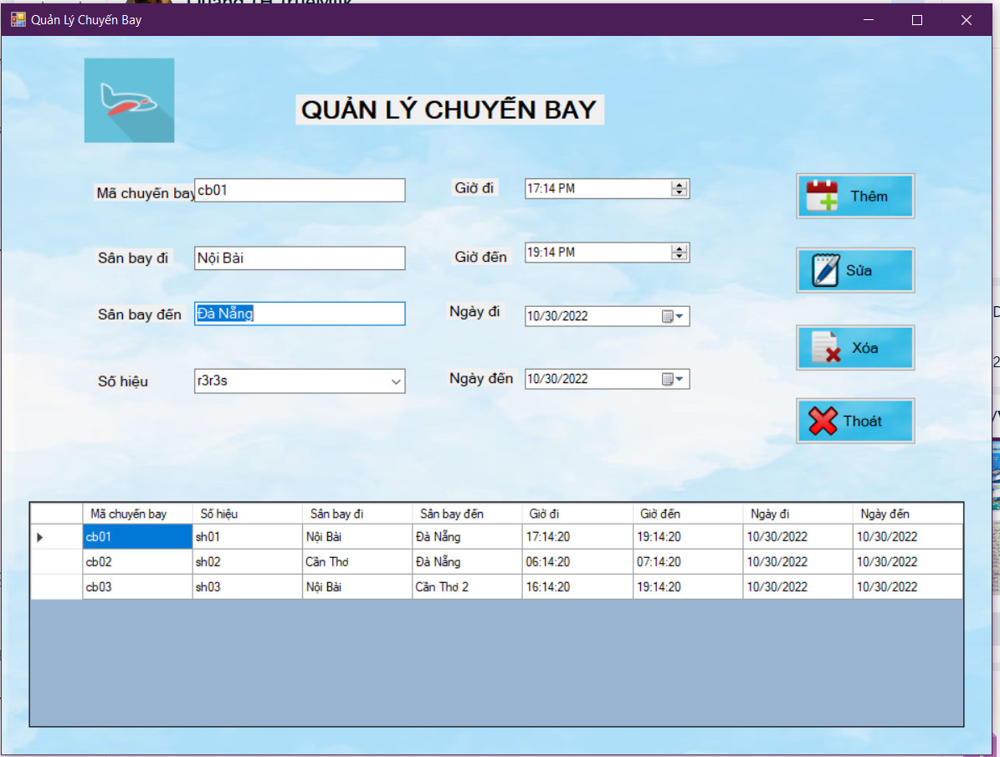 Quản Lý Chuyến Bay
QUẢN LÝ CHUYẾN BAY
Mã chuyến bay cb01 Giờ đi 17:14 PM Thêm
Sân bay đi Nội Bài Giờ đến 19:14 PM Sửa
Sân bay đến Đà Nẵng Ngày đi 10/30/2022 Xóa
Số hiệu r3r3s Ngày đến 10/30/2022 Thoát
Mã chuyến bay Số hiệu Sân bay đi Sân bay đến Giờ đi Giờ đến Ngày đi Ngày đến
cb01 sh01 Nội Bài Đà Nẵng 17:14:20 19:14:20 10/30/2022 10/30/2022
cb02 sh02 Cần Thơ Đà Nẵng 06:14:20 07:14:20 10/30/2022 10/30/2022
cb03 sh03 Nội Bài Cần Thơ 2 16:14:20 19:14:20 10/30/2022 10/30/2022